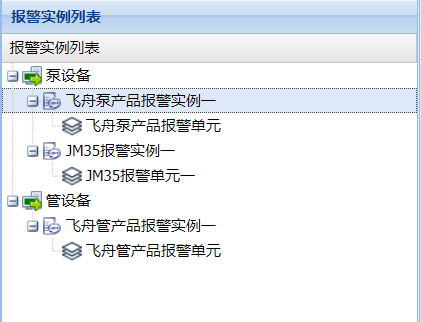 报警实例列表
报警实例列表
泵设备
飞舟泵产品报警实例一
飞舟泵产品报警单元
JM35报警实例一
JM35报警单元一
管设备
飞舟管产品报警实例一
飞舟管产品报警单元